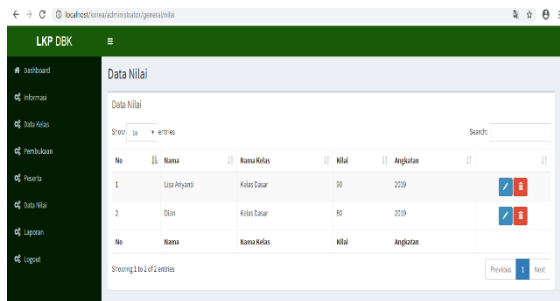 localhost/korea/administrator/general/nilai
LKP DBK
Dashboard
Informasi
Data Kelas
Pembukaan
Peserta
Data Nilai
Laporan
Logout
Data Nilai
Data Nilai
Show 10 entries
Search:
No Nama Nama Kelas Nilai Angkatan
1 Lisa Ariyanti Kelas Dasar 90 2019
2 Dian Kelas Dasar 80 2019
No Nama Nama Kelas Nilai Angkatan
Showing 1 to 2 of 2 entries
Previous 1 Next